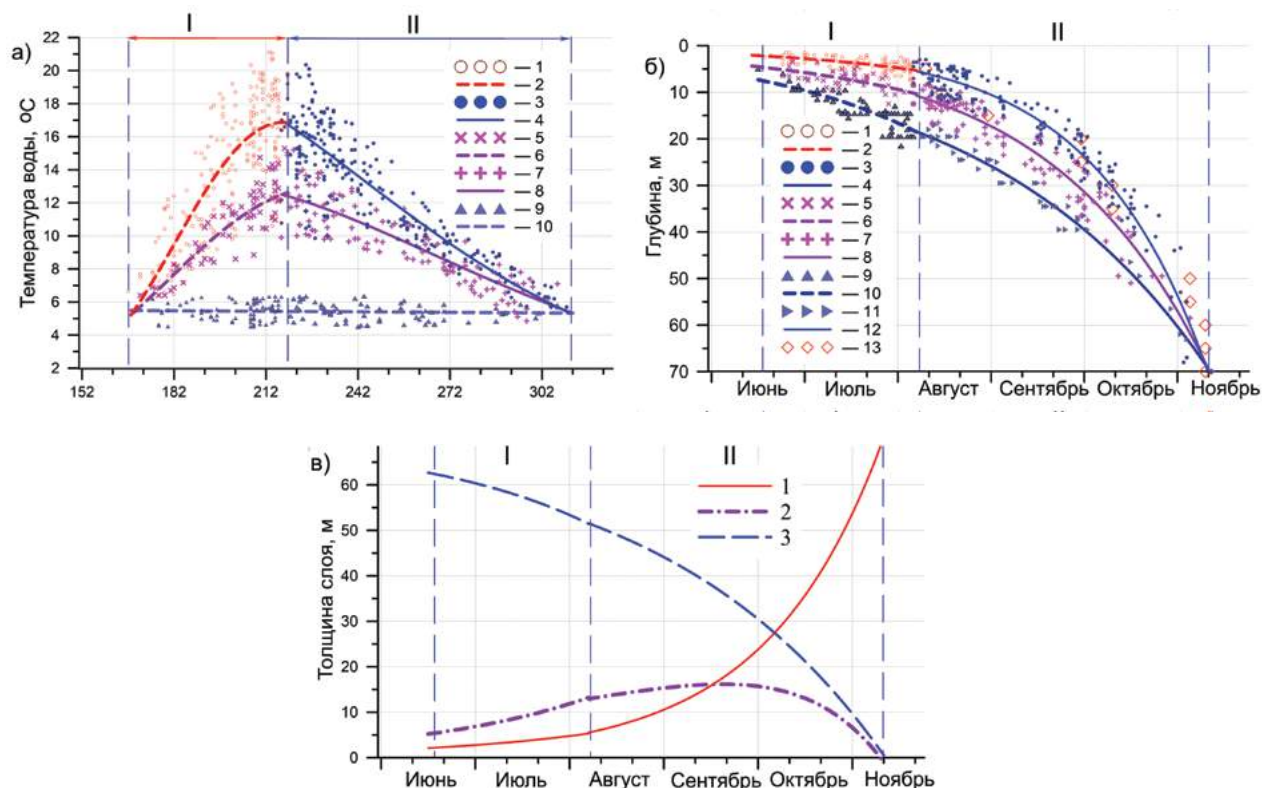 а)
I
II
Температура воды, оС
22
20
18
16
14
12
10
8
6
4
2
152
182
212
242
272
302
— 1
— 2
— 3
— 4
— 5
— 6
— 7
— 8
— 9
— 10
б)
I
II
Глубина, м
0
10
20
30
40
50
60
70
Июнь
Июль
Август
Сентябрь
Октябрь
Ноябрь
— 1
— 2
— 3
— 4
— 5
— 6
— 7
— 8
— 9
— 10
— 11
— 12
— 13
в)
I
II
Толщина слоя, м
60
50
40
30
20
10
0
Июнь
Июль
Август
Сентябрь
Октябрь
Ноябрь
1
2
3